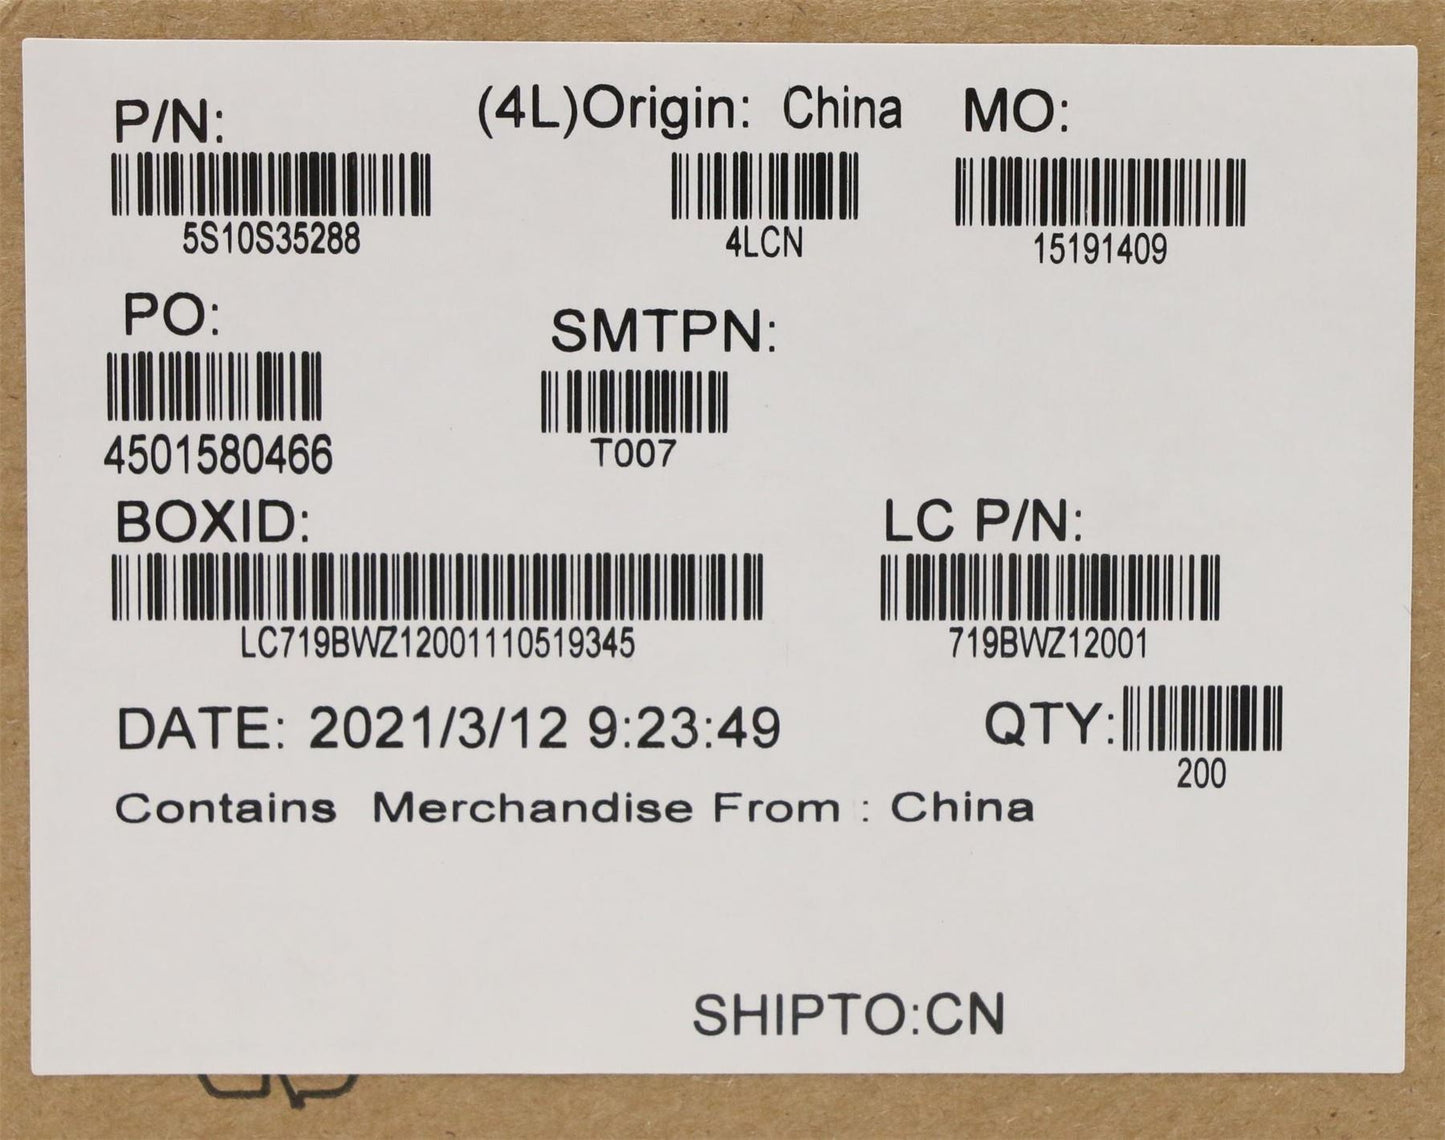 P/N: (4L)Origin: China MO:
5S10S35288 4LCN 15191409
PO: SMTPN:
4501580466 T007
BOXID: LC P/N:
LC719BWZ12001110519345 719BWZ12001
DATE: 2021/3/12 9:23:49 QTY:
200
Contains Merchandise From : China
SHIPTO:CN